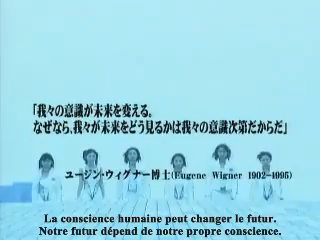 「我々の意識が未来を変える。
なぜなら、我々が未来をどう見るかは我々の意識次第だからだ」
ユージン・ウィグナー博士(Eugene Wigner 1902-1995)
La conscience humaine peut changer le futur.
Notre futur dépend de notre propre conscience.